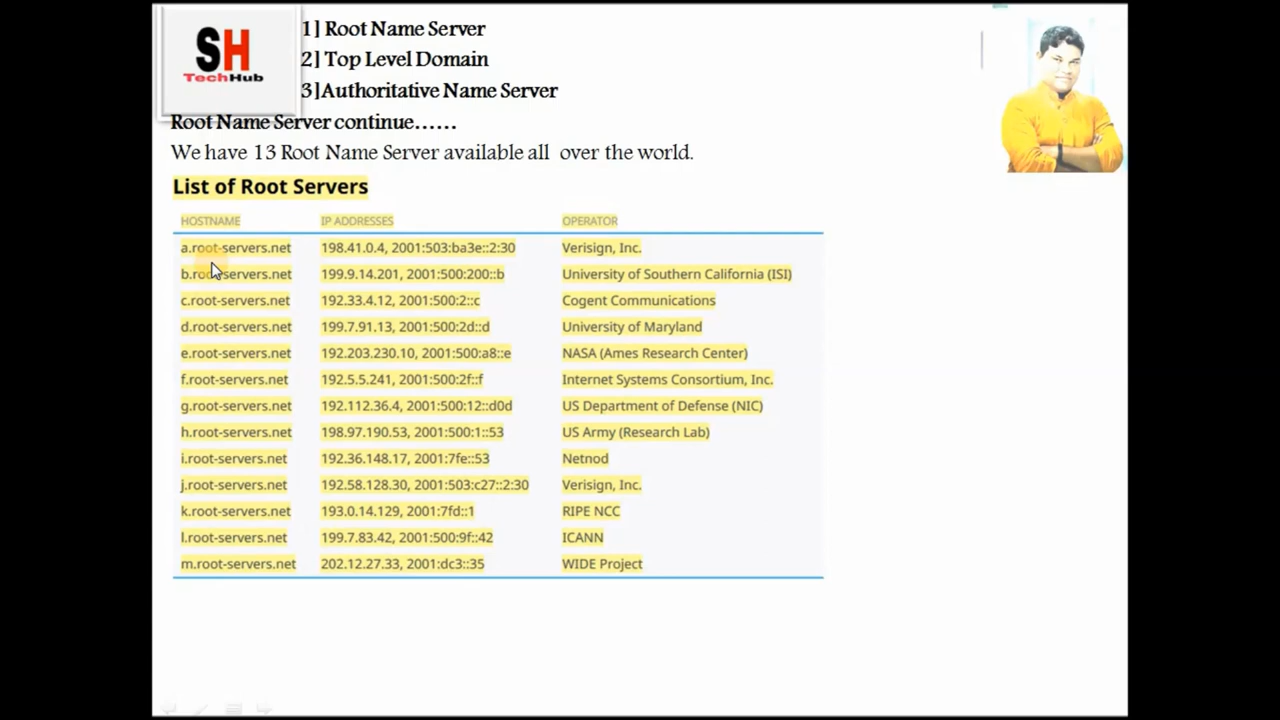 SH
TechHub
1] Root Name Server
2] Top Level Domain
3]Authoritative Name Server
Root Name Server continue……
We have 13 Root Name Server available all over the world.
List of Root Servers
HOSTNAME IP ADDRESSES OPERATOR
a.root-servers.net 198.41.0.4, 2001:503:ba3e::2:30 Verisign, Inc.
b.root-servers.net 199.9.14.201, 2001:500:200::b University of Southern California (ISI)
c.root-servers.net 192.33.4.12, 2001:500:2::c Cogent Communications
d.root-servers.net 199.7.91.13, 2001:500:2d::d University of Maryland
e.root-servers.net 192.203.230.10, 2001:500:a8::e NASA (Ames Research Center)
f.root-servers.net 192.5.5.241, 2001:500:2f::f Internet Systems Consortium, Inc.
g.root-servers.net 192.112.36.4, 2001:500:12::d0d US Department of Defense (NIC)
h.root-servers.net 198.97.190.53, 2001:500:1::53 US Army (Research Lab)
i.root-servers.net 192.36.148.17, 2001:7fe::53 Netnod
j.root-servers.net 192.58.128.30, 2001:503:c27::2:30 Verisign, Inc.
k.root-servers.net 193.0.14.129, 2001:7fd::1 RIPE NCC
l.root-servers.net 199.7.83.42, 2001:500:9f::42 ICANN
m.root-servers.net 202.12.27.33, 2001:dc3::35 WIDE Project